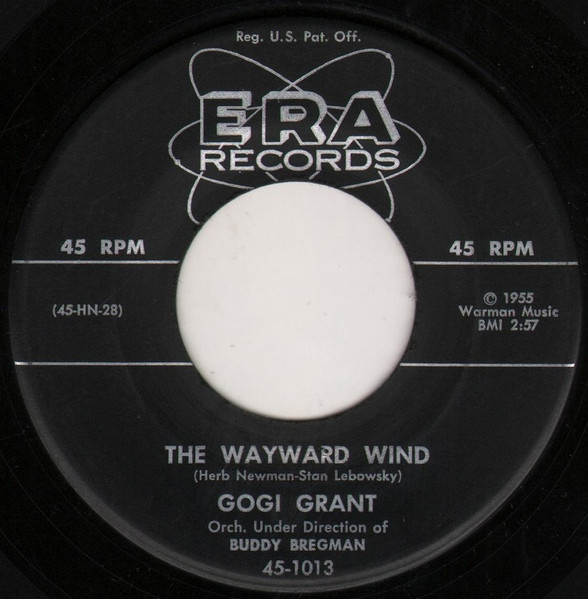 Reg. U.S. Pat. Off.
ERA
RECORDS
45 RPM
45 RPM
(45-HN-28)
© 1955
Warman Music
BMI 2:57
THE WAYWARD WIND
(Herb Newman-Stan Lebowsky)
GOGI GRANT
Orch. Under Direction of
BUDDY BREGMAN
45-1013